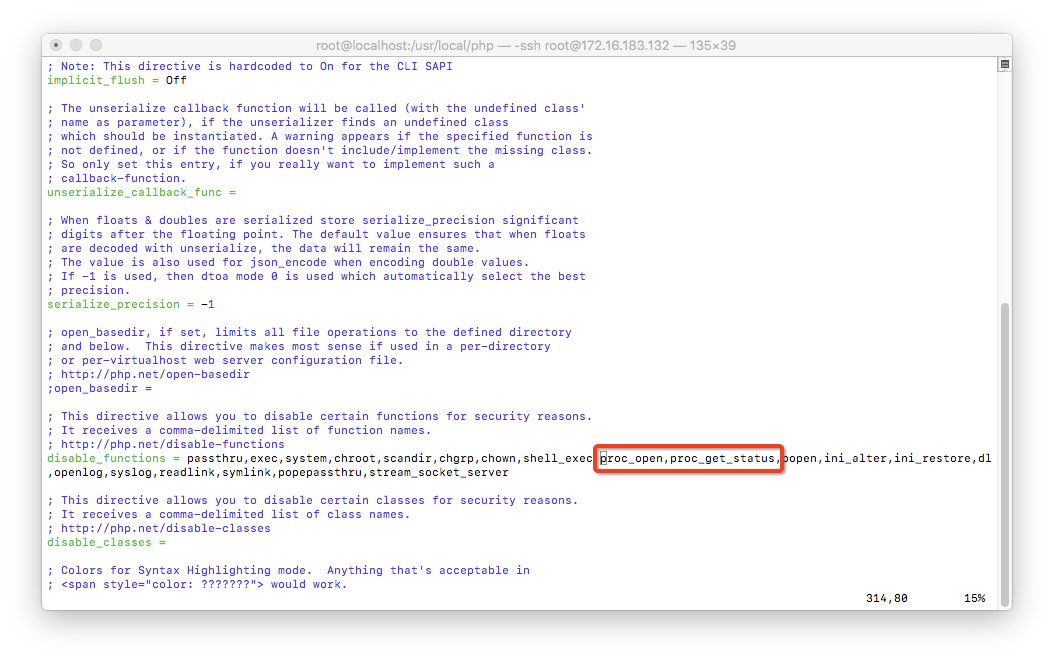 root@localhost:/usr/local/php — -ssh root@172.16.183.132 — 135×39
; Note: This directive is hardcoded to On for the CLI SAPI
implicit_flush = Off
; The unserialize callback function will be called (with the undefined class'
; name as parameter), if the unserializer finds an undefined class
; which should be instantiated. A warning appears if the specified function is
; not defined, or if the function doesn't include/implement the missing class.
; So only set this entry, if you really want to implement such a
; callback-function.
unserialize_callback_func =
; When floats & doubles are serialized store serialize_precision significant
; digits after the floating point. The default value ensures that when floats
; are decoded with unserialize, the data will remain the same.
; The value is also used for json_encode when encoding double values.
; If -1 is used, then dtoa mode 0 is used which automatically select the best
; precision.
serialize_precision = -1
; open_basedir, if set, limits all file operations to the defined directory
; and below.  This directive makes most sense if used in a per-directory
; or per-virtualhost web server configuration file.
; http://php.net/open-basedir
;open_basedir =
; This directive allows you to disable certain functions for security reasons.
; It receives a comma-delimited list of function names.
; http://php.net/disable-functions
disable_functions = passthru,exec,system,chroot,scandir,chgrp,chown,shell_exec,proc_open,proc_get_status,popen,ini_alter,ini_restore,dl
,openlog,syslog,readlink,symlink,popepassthru,stream_socket_server
; This directive allows you to disable certain classes for security reasons.
; It receives a comma-delimited list of class names.
; http://php.net/disable-classes
disable_classes =
; Colors for Syntax Highlighting mode.  Anything that's acceptable in
; <span style="color: ???????"> would work.
314,80 15%